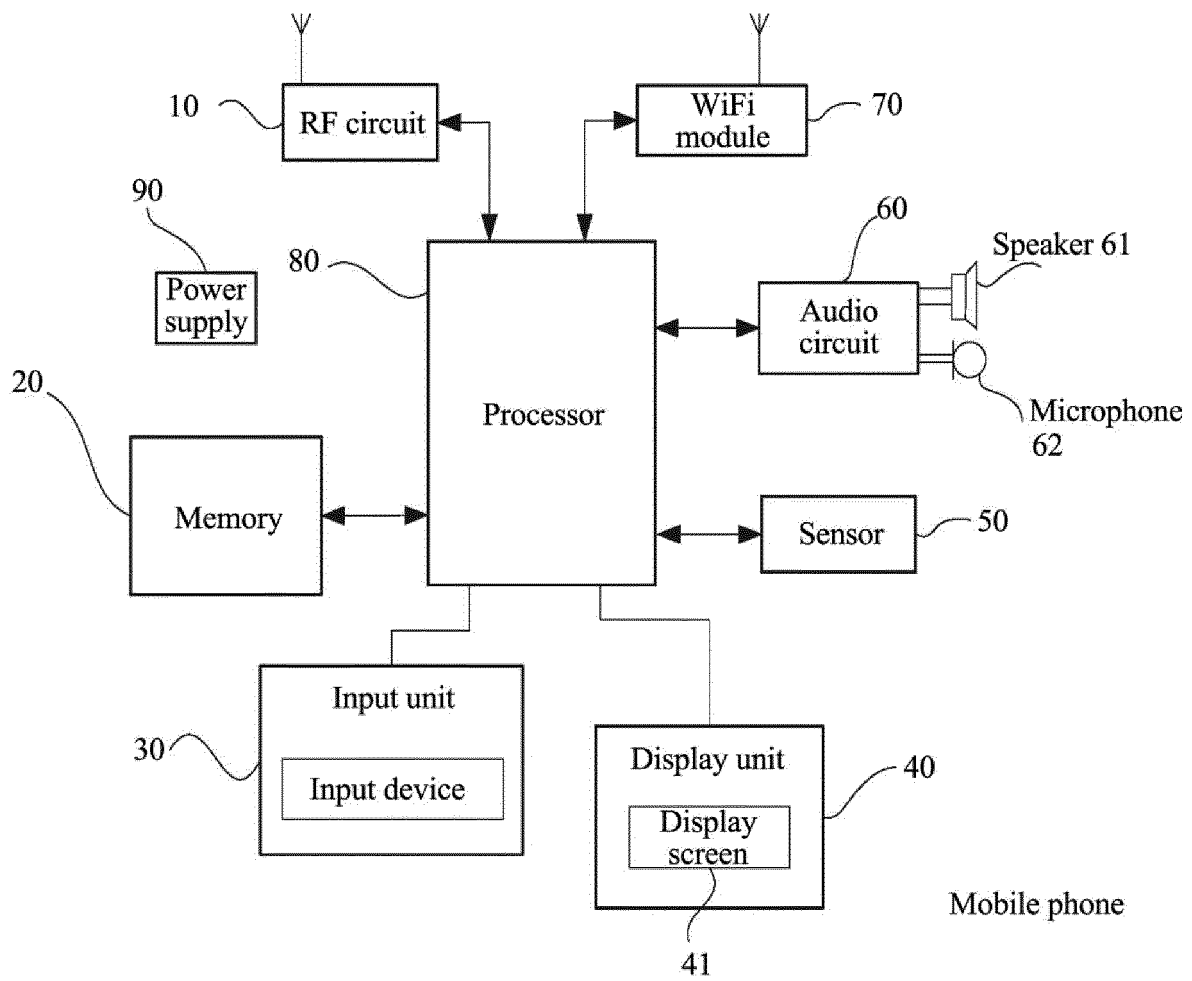 10
RF circuit
WiFi
module
70
90
Power
supply
80
60
Speaker 61
Audio
circuit
20
Processor
Microphone
62
Memory
Sensor
50
Input unit
30
Input device
Display unit
40
Display
screen
41
Mobile phone